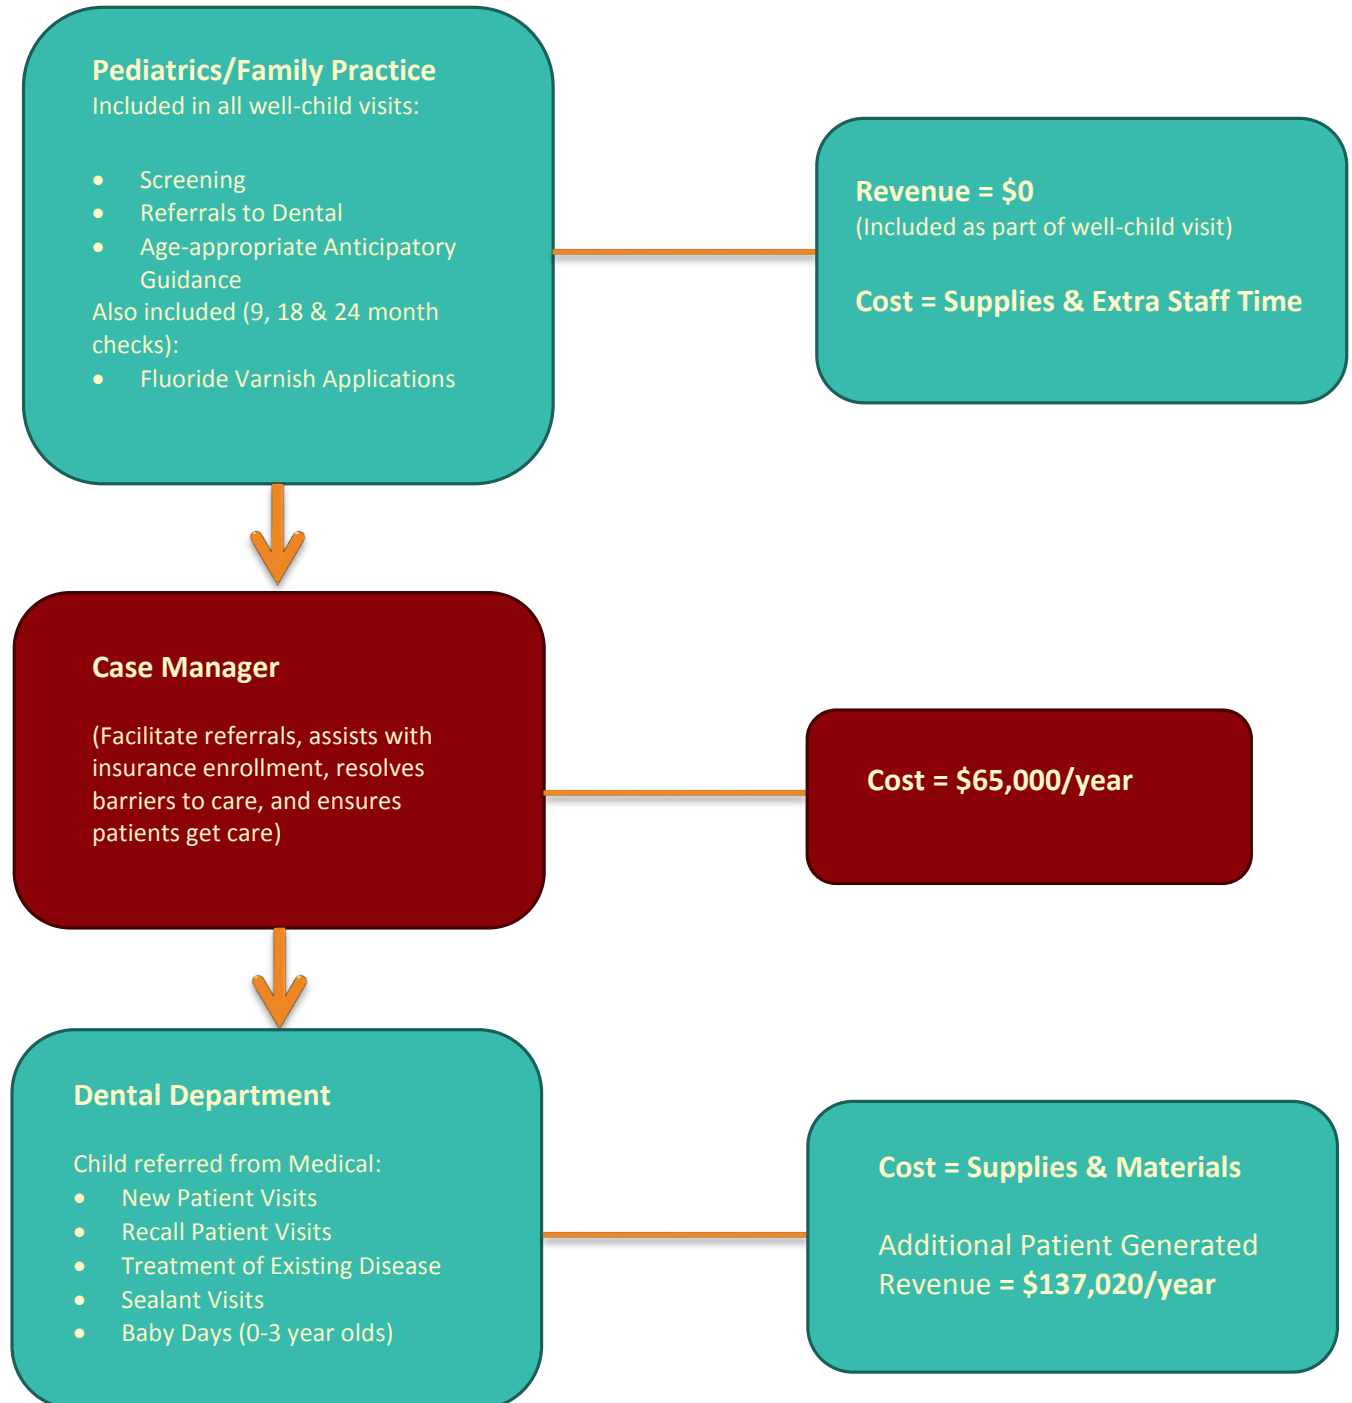 Pediatrics/Family Practice
Included in all well-child visits:
• Screening
• Referrals to Dental
• Age-appropriate Anticipatory
Guidance
Also included (9, 18 & 24 month
checks):
• Fluoride Varnish Applications
Revenue = $0
(Included as part of well-child visit)
Cost = Supplies & Extra Staff Time
Case Manager
(Facilitate referrals, assists with
insurance enrollment, resolves
barriers to care, and ensures
patients get care)
Cost = $65,000/year
Dental Department
Child referred from Medical:
• New Patient Visits
• Recall Patient Visits
• Treatment of Existing Disease
• Sealant Visits
• Baby Days (0-3 year olds)
Cost = Supplies & Materials
Additional Patient Generated
Revenue = $137,020/year